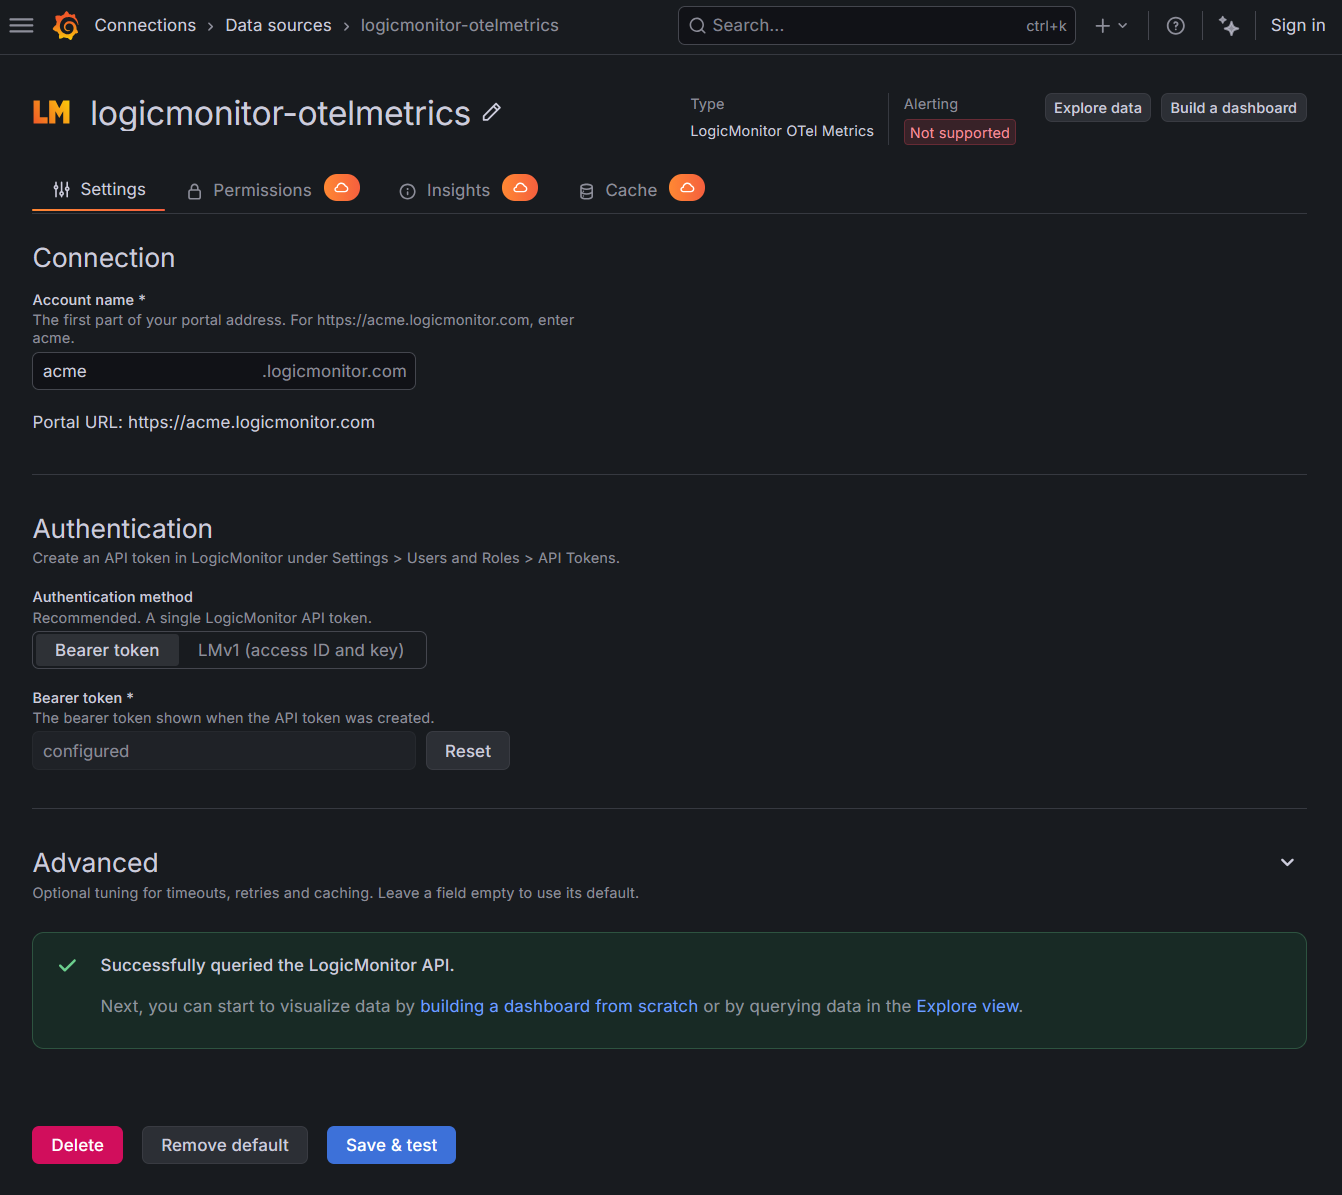 Connections › Data sources › logicmonitor-otelmetrics
Search... ctrl+k
Sign in
LM logicmonitor-otelmetrics
Type
LogicMonitor OTel Metrics
Alerting
Not supported
Explore data
Build a dashboard
Settings
Permissions
Insights
Cache
Connection
Account name *
The first part of your portal address. For https://acme.logicmonitor.com, enter
acme.
acme .logicmonitor.com
Portal URL: https://acme.logicmonitor.com
Authentication
Create an API token in LogicMonitor under Settings > Users and Roles > API Tokens.
Authentication method
Recommended. A single LogicMonitor API token.
Bearer token LMv1 (access ID and key)
Bearer token *
The bearer token shown when the API token was created.
configured Reset
Advanced
Optional tuning for timeouts, retries and caching. Leave a field empty to use its default.
Successfully queried the LogicMonitor API.
Next, you can start to visualize data by building a dashboard from scratch or by querying data in the Explore view.
Delete Remove default Save & test